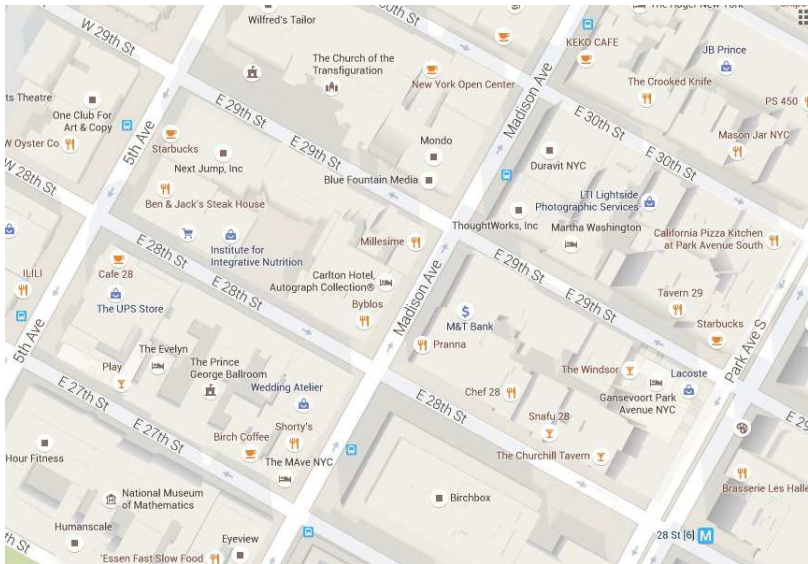 Wilfred's Tailor
W 29th St
The Church of the
Transfiguration
New York Open Center
KEKO CAFE
JB Prince
The Crooked Knife
PS 450
Mason Jar NYC
ts Theatre
One Club For
Art & Copy
W Oyster Co
5th Ave
Starbucks
Next Jump, Inc
Ben & Jack's Steak House
E 29th St
E 29th St
Mondo
Blue Fountain Media
Madison Ave
E 30th St
E 30th St
Duravit NYC
LTI Lightside
Photographic Services
ThoughtWorks, Inc
Martha Washington
California Pizza Kitchen
at Park Avenue South
W 28th St
E 28th St
E 28th St
Institute for
Integrative Nutrition
Millesime
Carlton Hotel,
Autograph Collection®
Byblos
Madison Ave
E 29th St
E 29th St
Tavern 29
Starbucks
Park Ave S
ILILI
Cafe 28
The UPS Store
5th Ave
Play
The Evelyn
The Prince
George Ballroom
Wedding Atelier
M&T Bank
Pranna
The Windsor
Lacoste
Gansevoort Park
Avenue NYC
Chef 28
Snafu 28
E 28th St
E 27th St
E 27th St
Shorty's
Birch Coffee
The MAve NYC
The Churchill Tavern
Birchbox
Brasserie Les Halle
Hour Fitness
National Museum
of Mathematics
Humanscale
Eyeview
'Essen Fast Slow Food
28 St [6]
M